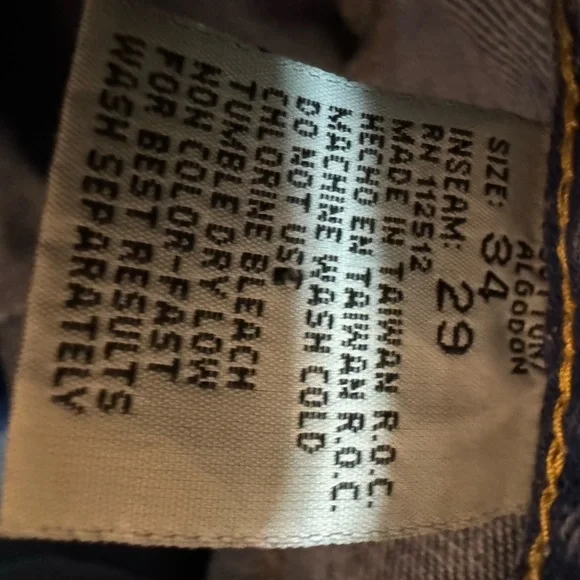 COTTON/
ALGODON
SIZE: 34
INSEAM: 29
RN 112512
MADE IN TAIWAN R.O.C.
HECHO EN TAIWAN R.O.C.
MACHINE WASH COLD
DO NOT USE
CHLORINE BLEACH
TUMBLE DRY LOW
NON COLOR-FAST
FOR BEST RESULTS
WASH SEPARATELY